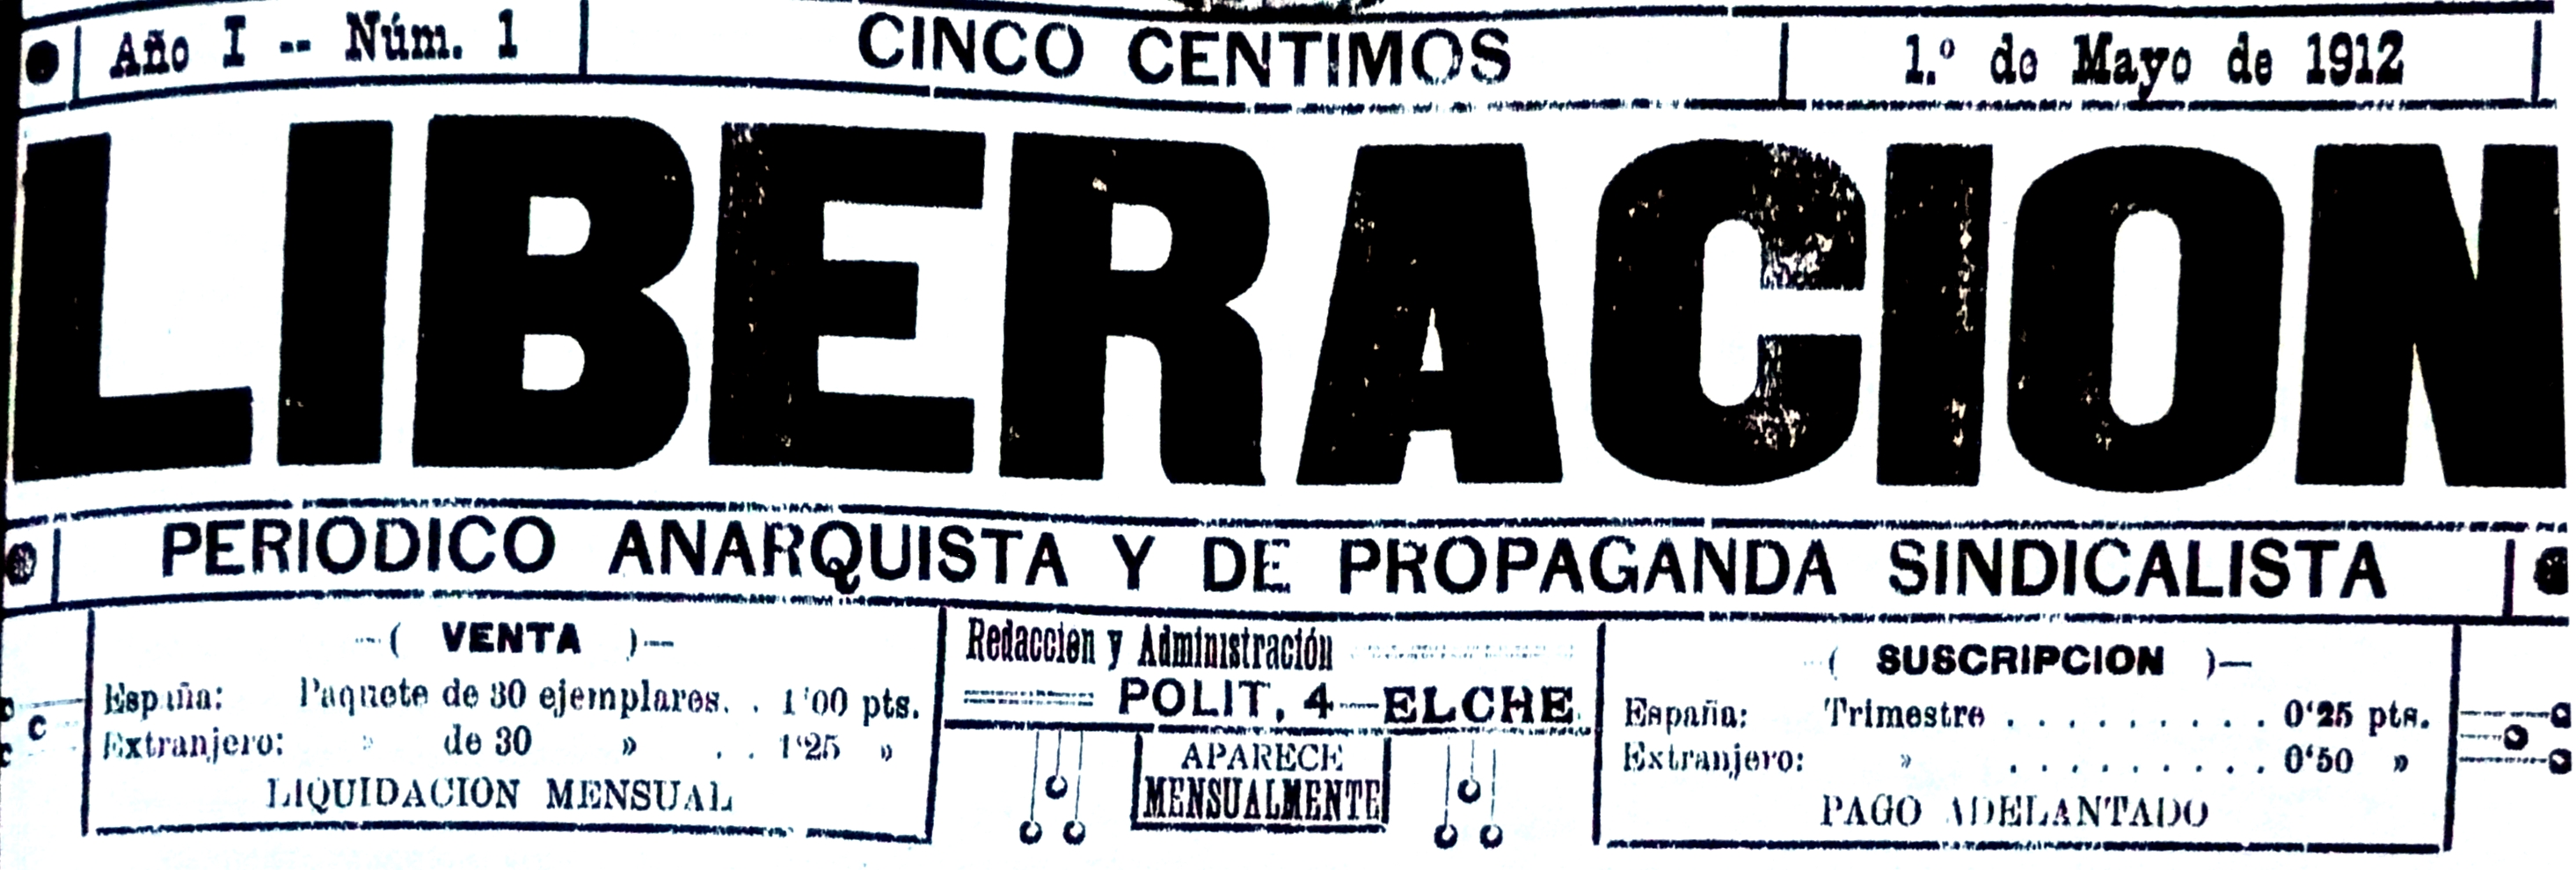 Año I -- Núm. 1
CINCO CENTIMOS
1.º de Mayo de 1912
LIBERACION
PERIODICO ANARQUISTA Y DE PROPAGANDA SINDICALISTA
—( VENTA )—
España: Paquete de 30 ejemplares. . 1'00 pts.
Extranjero: » de 30 » . . 1'25 »
LIQUIDACION MENSUAL
Redaccion y Administración
POLIT, 4—ELCHE.
APARECE
MENSUALMENTE
—( SUSCRIPCION )—
España: Trimestre . . . . . . . . . 0'25 pts.
Extranjero: » . . . . . . . . . 0'50 »
PAGO ADELANTADO